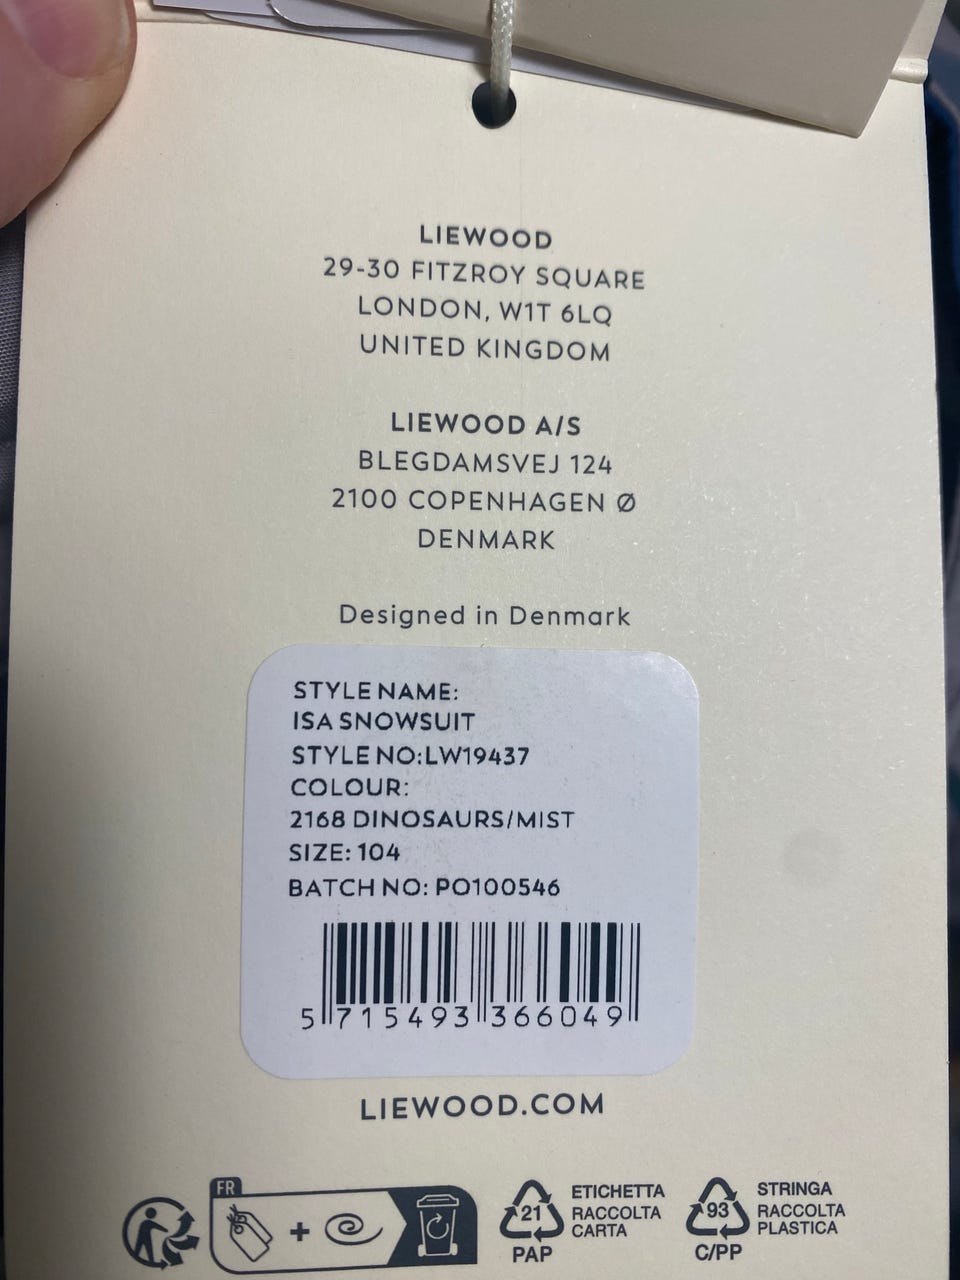 LIEWOOD
29-30 FITZROY SQUARE
LONDON, W1T 6LQ
UNITED KINGDOM
LIEWOOD A/S
BLEGDAMSVEJ 124
2100 COPENHAGEN Ø
DENMARK
Designed in Denmark
STYLE NAME:
ISA SNOWSUIT
STYLE NO:LW19437
COLOUR:
2168 DINOSAURS/MIST
SIZE: 104
BATCH NO: PO100546
5 715493 366049
LIEWOOD.COM
FR
+
21
PAP
ETICHETTA
RACCOLTA
CARTA
93
C/PP
STRINGA
RACCOLTA
PLASTICA